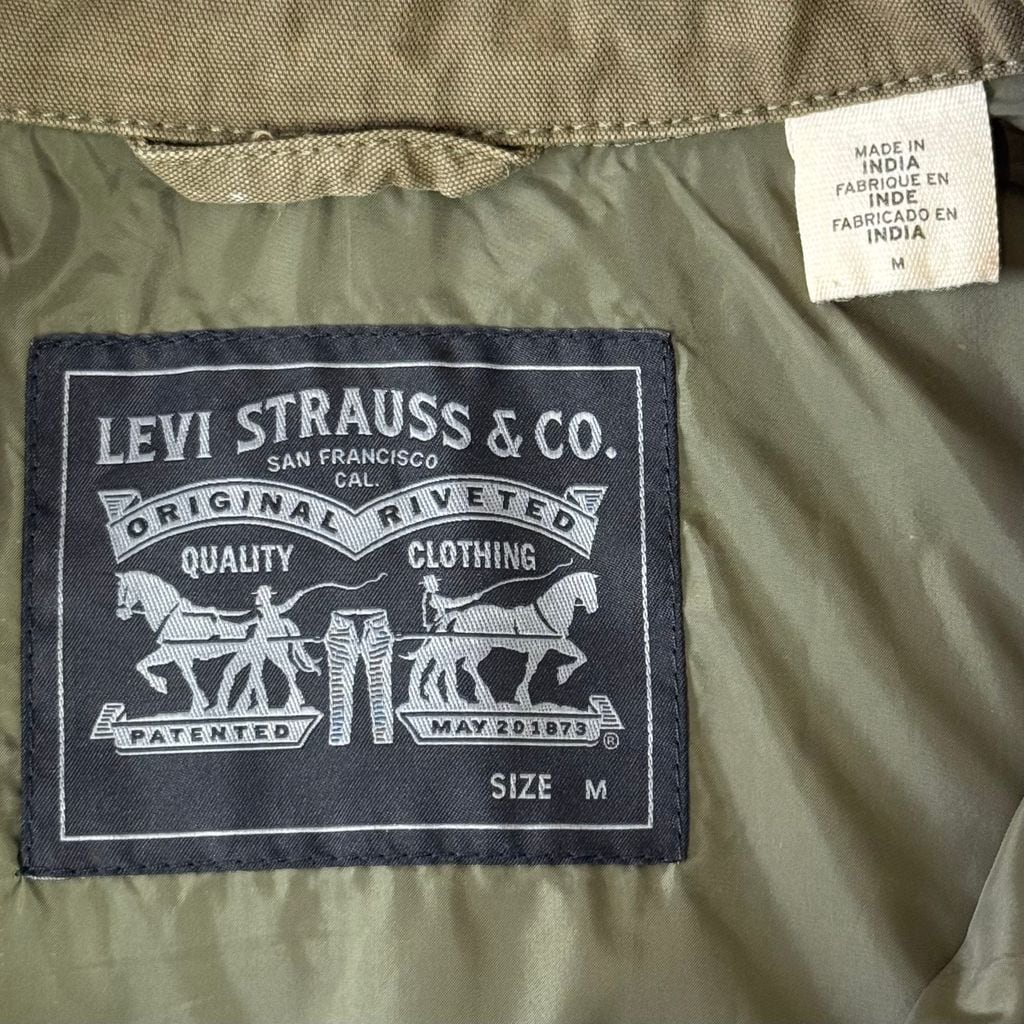 MADE IN
INDIA
FABRIQUE EN
INDE
FABRICADO EN
INDIA
M
LEVI STRAUSS & CO.
SAN FRANCISCO
CAL.
ORIGINAL RIVETED
QUALITY CLOTHING
PATENTED MAY 20 1873 ®
SIZE M